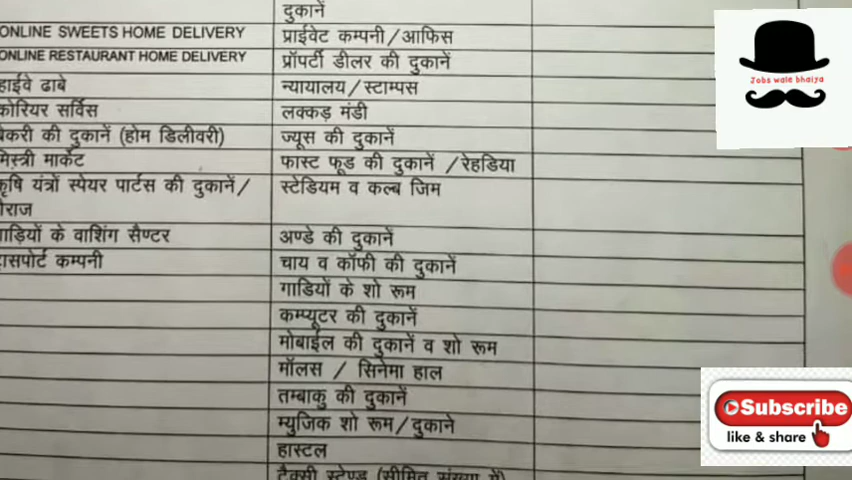 दुकानें
ONLINE SWEETS HOME DELIVERY
प्राईवेट कम्पनी/आफिस
ONLINE RESTAURANT HOME DELIVERY
प्रॉपर्टी डीलर की दुकानें
हाईवे ढाबे
न्यायालय/स्टाम्पस
कोरियर सर्विस
लक्कड़ मंडी
बेकरी की दुकानें (होम डिलीवरी)
ज्यूस की दुकानें
मिस्त्री मार्केट
फास्ट फूड की दुकानें /रेहडिया
कृषि यंत्रों स्पेयर पार्टस की दुकानें/
स्टेडियम व कल्ब जिम
गैराज
गाड़ियों के वाशिंग सैण्टर
अण्डे की दुकानें
ट्रासपोर्ट कम्पनी
चाय व कॉफी की दुकानें
गाडियों के शो रूम
कम्प्यूटर की दुकानें
मोबाईल की दुकानें व शो रूम
मॉलस / सिनेमा हाल
तम्बाकु की दुकानें
म्युजिक शो रूम/दुकाने
हास्टल
टैक्सी स्टेण्ड (सीमित संख्या में)
Jobs wale bhaiya
Subscribe
like & share